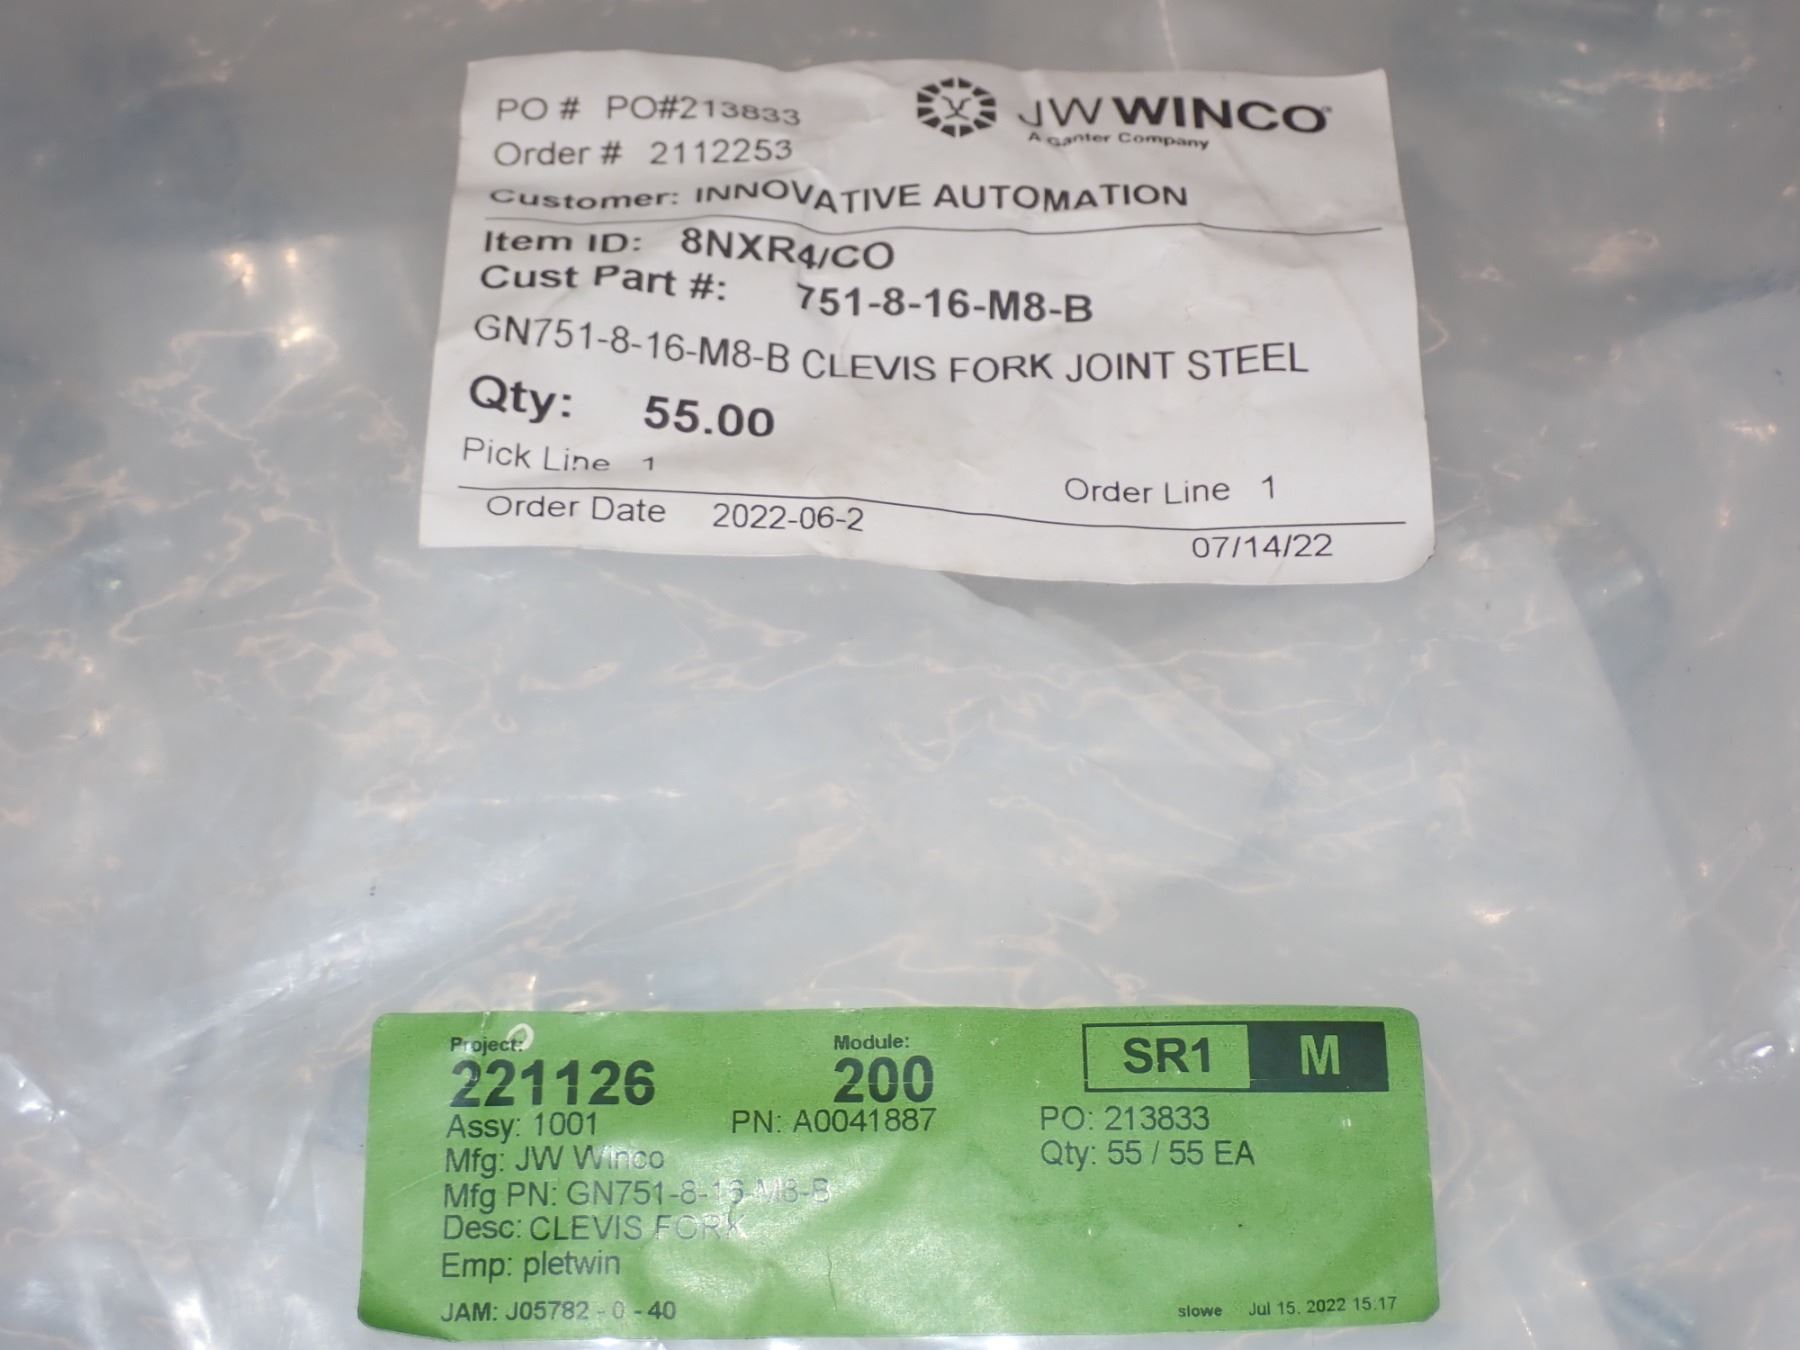 PO # PO#213833
JW WINCO
A Ganter Company
Order # 2112253
Customer: INNOVATIVE AUTOMATION
Item ID: 8NXR4/CO
Cust Part #: 751-8-16-M8-B
GN751-8-16-M8-B CLEVIS FORK JOINT STEEL
Qty: 55.00
Pick Line 1
Order Line 1
Order Date 2022-06-2
07/14/22
Project: Module:
221126 200
SR1 M
Assy: 1001 PN: A0041887 PO: 213833
Mfg: JW Winco Qty: 55 / 55 EA
Mfg PN: GN751-8-16-M8-B
Desc: CLEVIS FORK
Emp: pletwin
JAM: J05782 - 0 - 40 slowe Jul 15, 2022 15:17